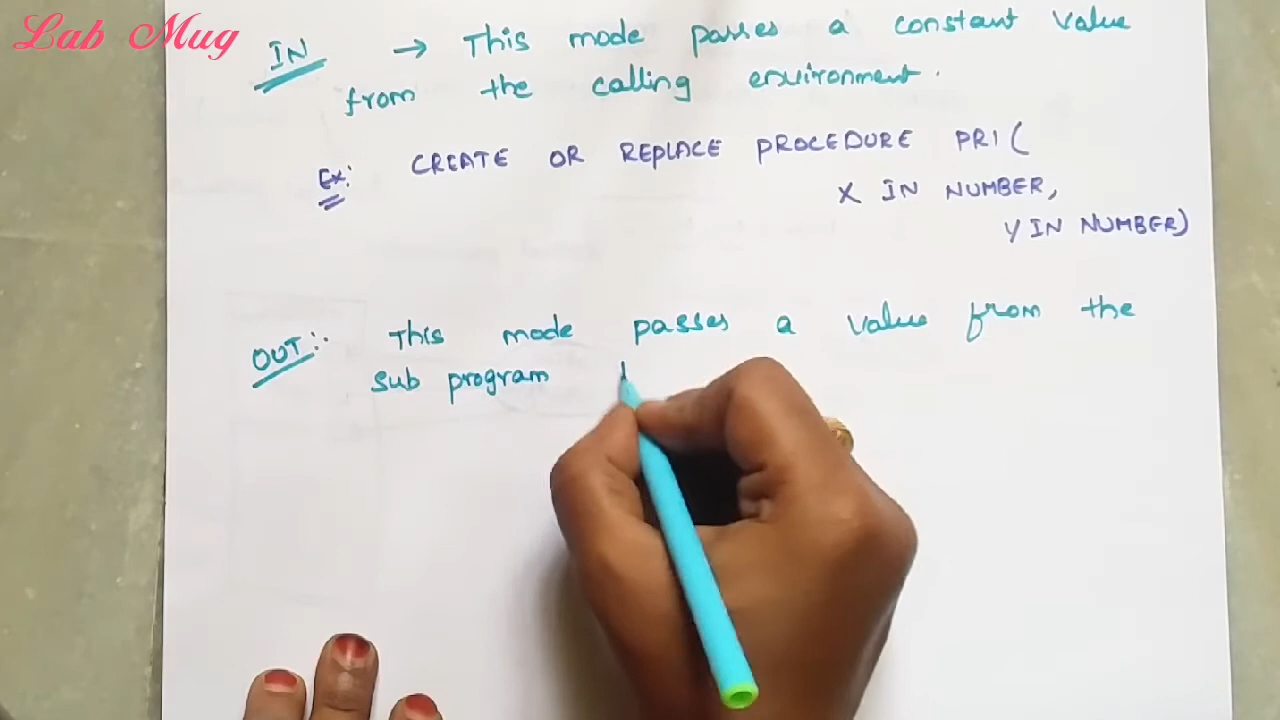 Lab Mug
IN → This mode passes a constant value
from the calling environment.
Ex: CREATE OR REPLACE PROCEDURE PR1(
X IN NUMBER,
Y IN NUMBER)
OUT:- This mode passes a value from the
sub program